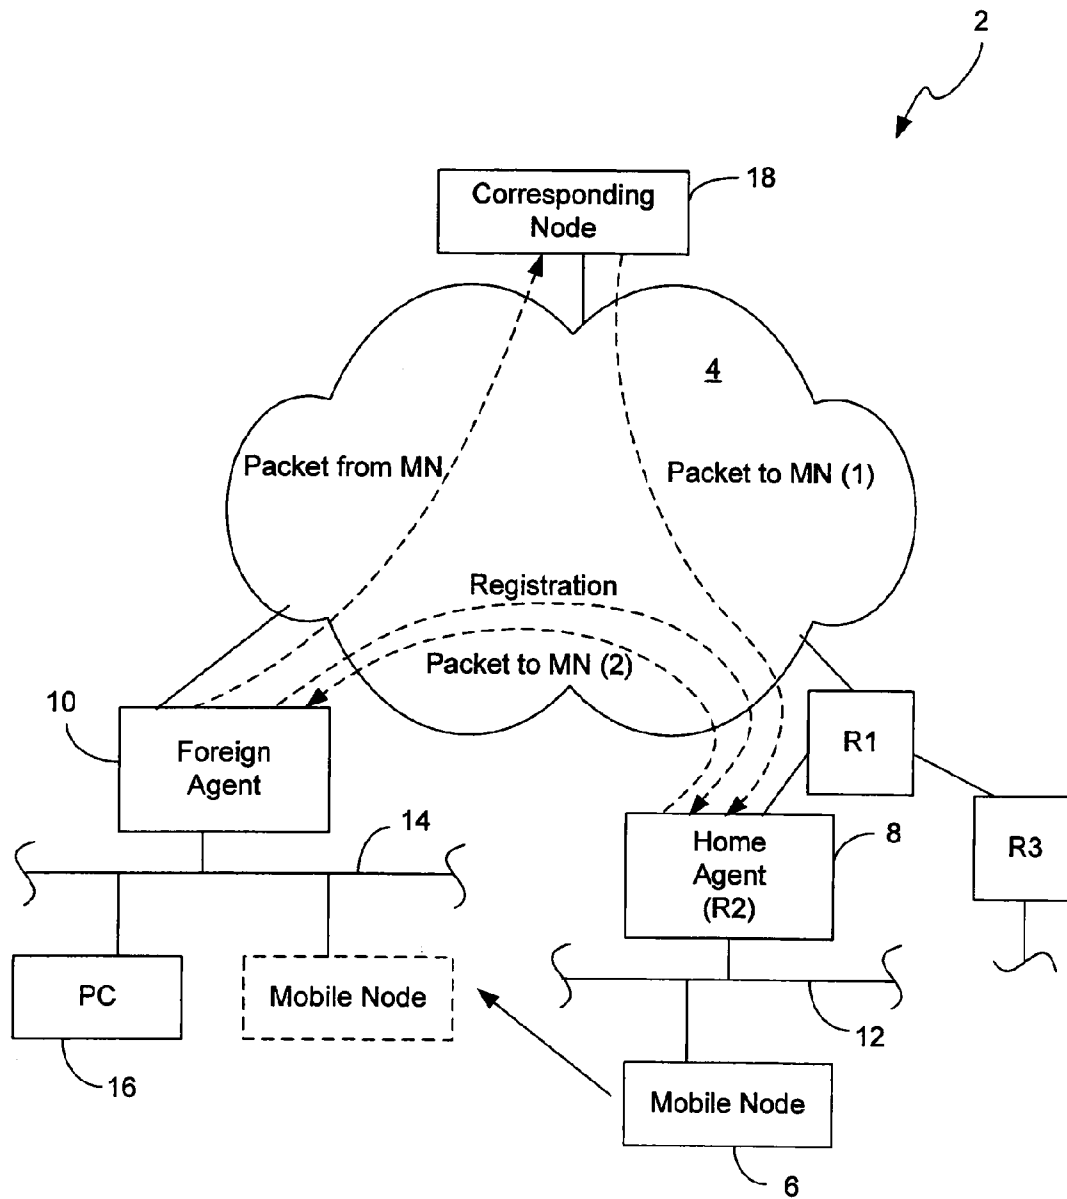 2
Corresponding
Node
18
4
Packet from MN
Packet to MN (1)
Registration
Packet to MN (2)
10
Foreign
Agent
R1
14
Home
Agent
(R2)
8
R3
PC
Mobile Node
12
16
Mobile Node
6